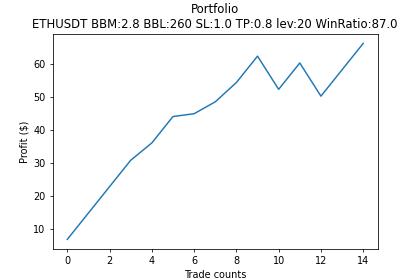 Portfolio
ETHUSDT BBM:2.8 BBL:260 SL:1.0 TP:0.8 lev:20 WinRatio:87.0
60
50
40
30
20
10
Profit ($)
0 2 4 6 8 10 12 14
Trade counts